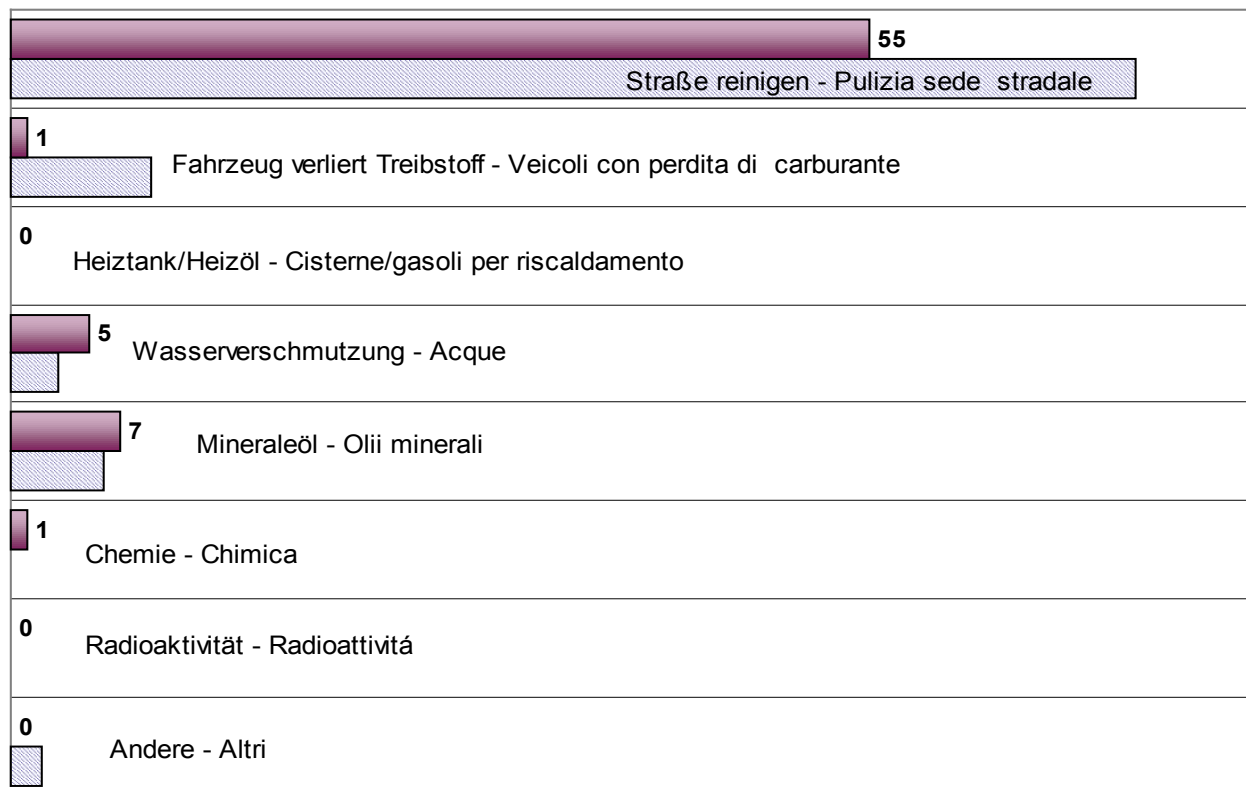 55
Straße reinigen - Pulizia sede stradale
1
Fahrzeug verliert Treibstoff - Veicoli con perdita di carburante
0
Heiztank/Heizöl - Cisterne/gasoli per riscaldamento
5
Wasserverschmutzung - Acque
7
Mineraleöl - Olii minerali
1
Chemie - Chimica
0
Radioaktivität - Radioattivitá
0
Andere - Altri